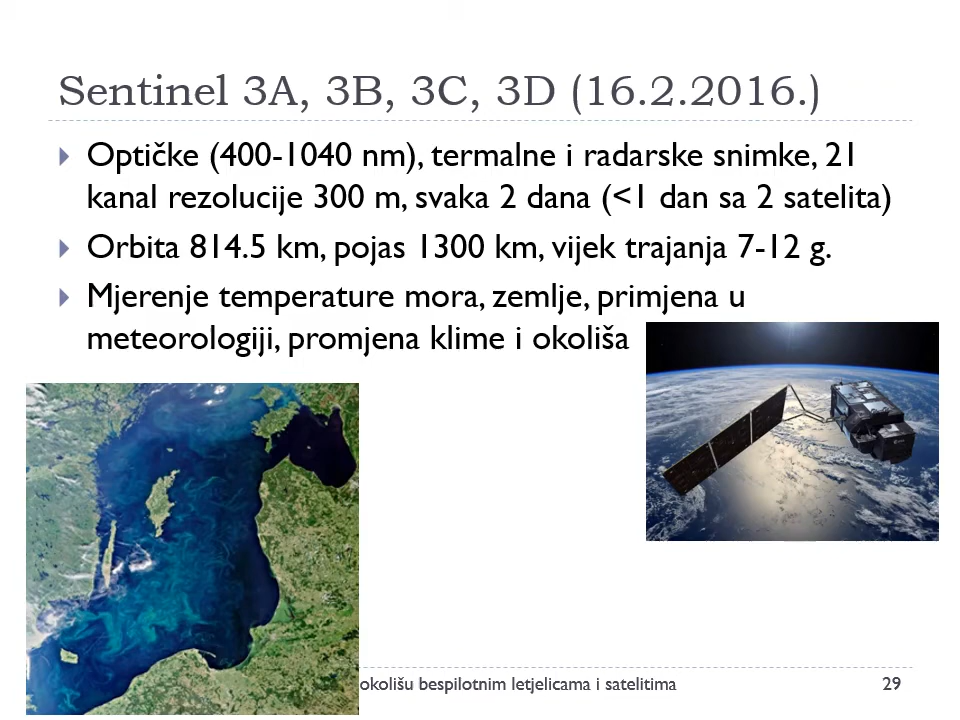 Sentinel 3A, 3B, 3C, 3D (16.2.2016.)
Optičke (400-1040 nm), termalne i radarske snimke, 21
kanal rezolucije 300 m, svaka 2 dana (<1 dan sa 2 satelita)
Orbita 814.5 km, pojas 1300 km, vijek trajanja 7-12 g.
Mjerenje temperature mora, zemlje, primjena u
meteorologiji, promjena klime i okoliša
okolišu bespilotnim letjelicama i satelitima
29